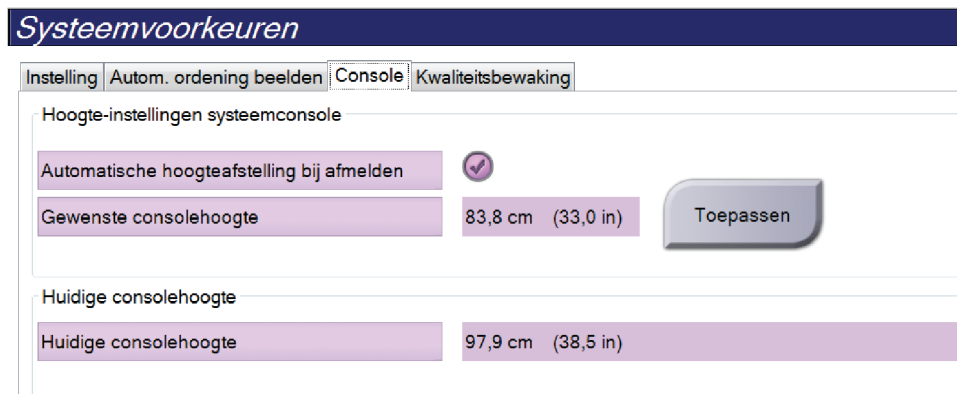 Systeemvoorkeuren
Instelling Autom. ordening beelden Console Kwaliteitsbewaking
Hoogte-instellingen systeemconsole
Automatische hoogteafstelling bij afmelden
Gewenste consolehoogte 83,8 cm (33,0 in) Toepassen
Huidige consolehoogte
Huidige consolehoogte 97,9 cm (38,5 in)